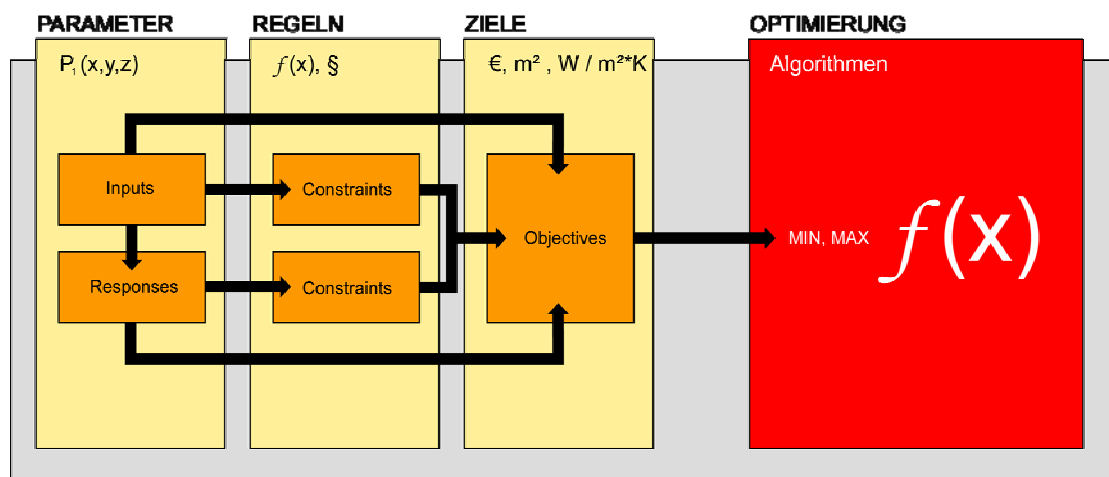 PARAMETER
P₁(x,y,z)
Inputs
Responses
REGELN
f(x), §
Constraints
Constraints
ZIELE
€, m² , W / m²*K
Objectives
OPTIMIERUNG
Algorithmen
MIN, MAX f(x)